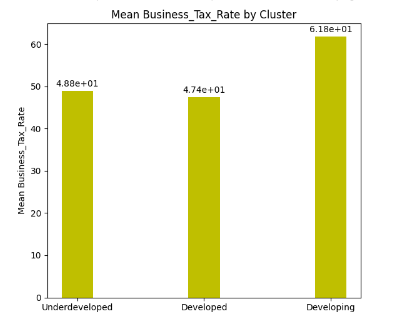 Mean Business_Tax_Rate by Cluster
6.18e+01
4.88e+01
4.74e+01
60
50
40
30
20
10
0
Mean Business_Tax_Rate
Underdeveloped Developed Developing